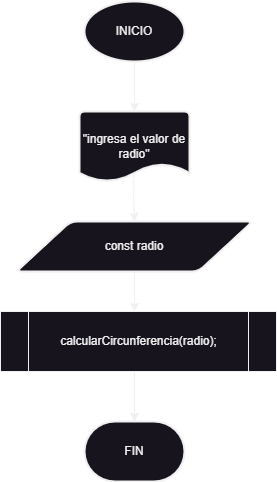 INICIO
"ingresa el valor de
radio"
const radio
calcularCircunferencia(radio);
FIN